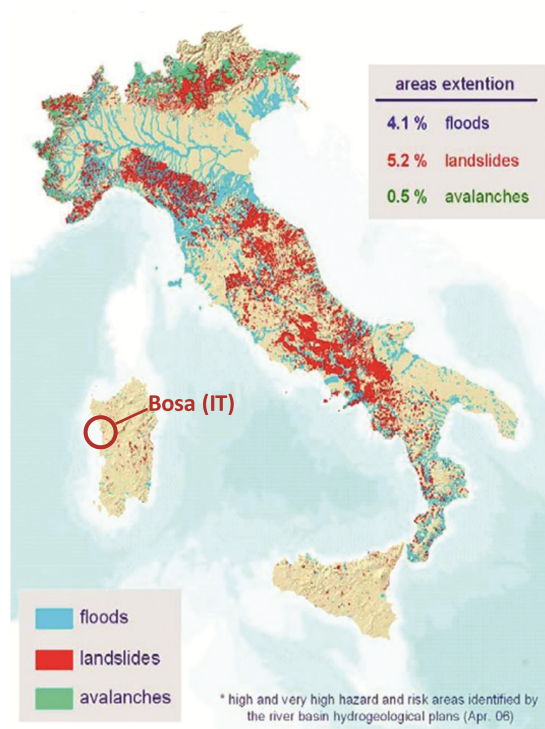 areas extention
4.1 % floods
5.2 % landslides
0.5 % avalanches
Bosa (IT)
floods
landslides
avalanches
* high and very high hazard and risk areas identified by
the river basin hydrogeological plans (Apr. 06)